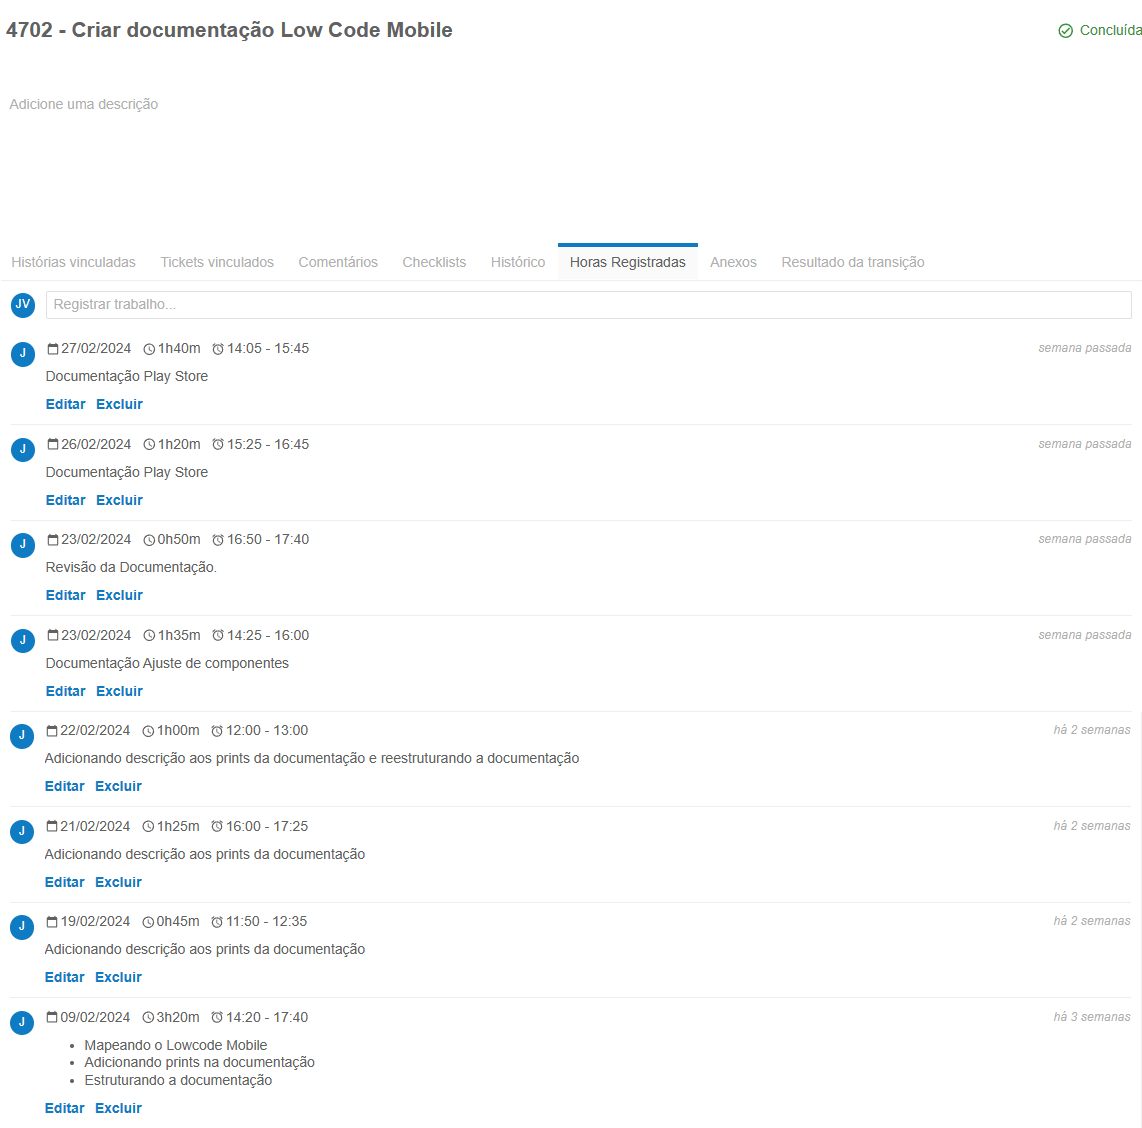 4702 - Criar documentação Low Code Mobile
Concluída
Adicione uma descrição
Histórias vinculadas Tickets vinculados Comentários Checklists Histórico Horas Registradas Anexos Resultado da transição
JV Registrar trabalho...
J 27/02/2024 1h40m 14:05 - 15:45 semana passada
Documentação Play Store
Editar Excluir
J 26/02/2024 1h20m 15:25 - 16:45 semana passada
Documentação Play Store
Editar Excluir
J 23/02/2024 0h50m 16:50 - 17:40 semana passada
Revisão da Documentação.
Editar Excluir
J 23/02/2024 1h35m 14:25 - 16:00 semana passada
Documentação Ajuste de componentes
Editar Excluir
J 22/02/2024 1h00m 12:00 - 13:00 há 2 semanas
Adicionando descrição aos prints da documentação e reestruturando a documentação
Editar Excluir
J 21/02/2024 1h25m 16:00 - 17:25 há 2 semanas
Adicionando descrição aos prints da documentação
Editar Excluir
J 19/02/2024 0h45m 11:50 - 12:35 há 2 semanas
Adicionando descrição aos prints da documentação
Editar Excluir
J 09/02/2024 3h20m 14:20 - 17:40 há 3 semanas
• Mapeando o Lowcode Mobile
• Adicionando prints na documentação
• Estruturando a documentação
Editar Excluir